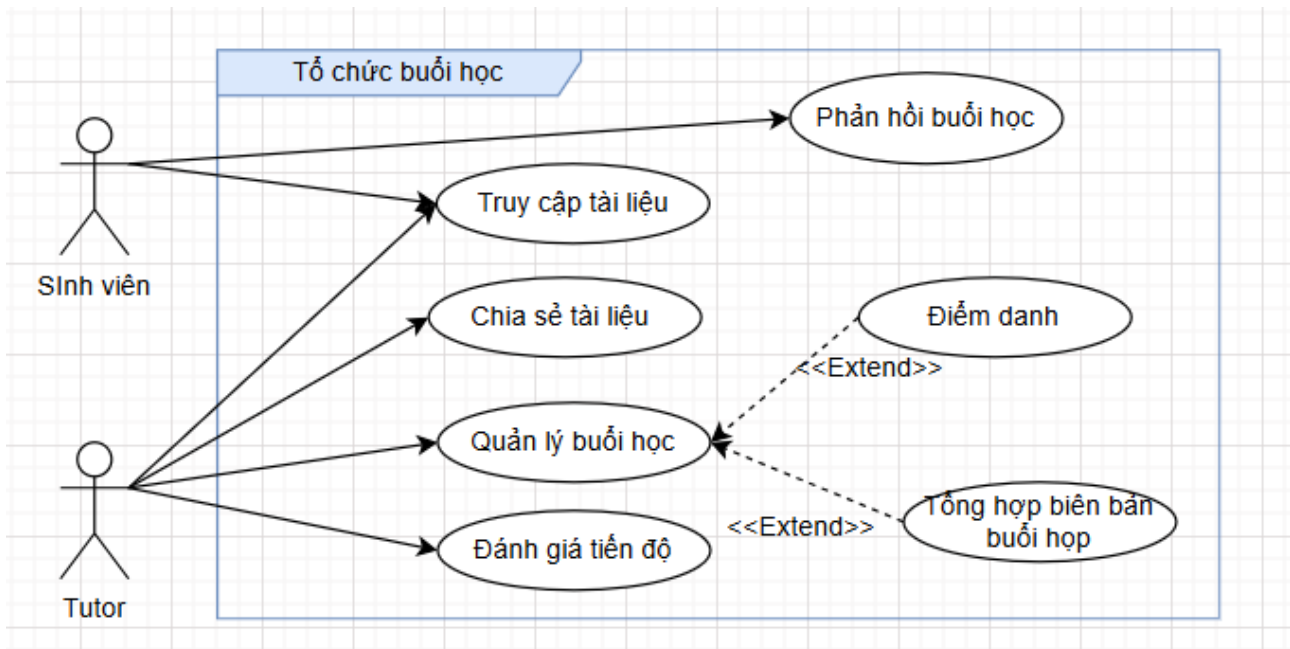 Tổ chức buổi học
Phản hồi buổi học
Truy cập tài liệu
SInh viên
Chia sẻ tài liệu
Điểm danh
<<Extend>>
Quản lý buổi học
Tổng hợp biên bản
buổi họp
<<Extend>>
Đánh giá tiến độ
Tutor